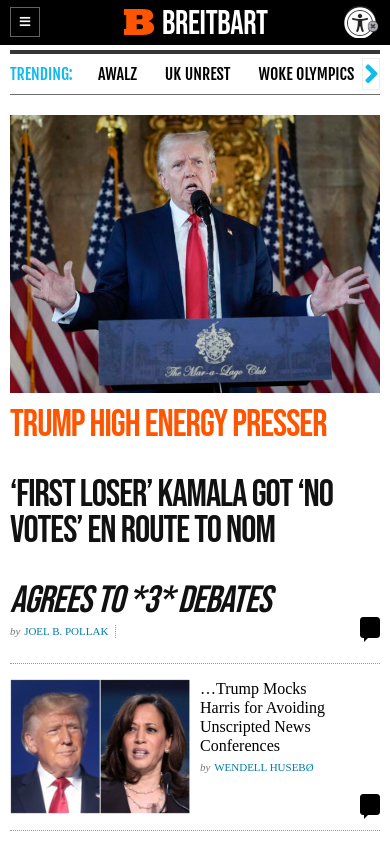 B BREITBART
TRENDING: AWALZ UK UNREST WOKE OLYMPICS
The Mar-a-Lago Club
TRUMP HIGH ENERGY PRESSER
‘FIRST LOSER’ KAMALA GOT ‘NO
VOTES’ EN ROUTE TO NOM
AGREES TO *3* DEBATES
by JOEL B. POLLAK
…Trump Mocks
Harris for Avoiding
Unscripted News
Conferences
by WENDELL HUSEBØ